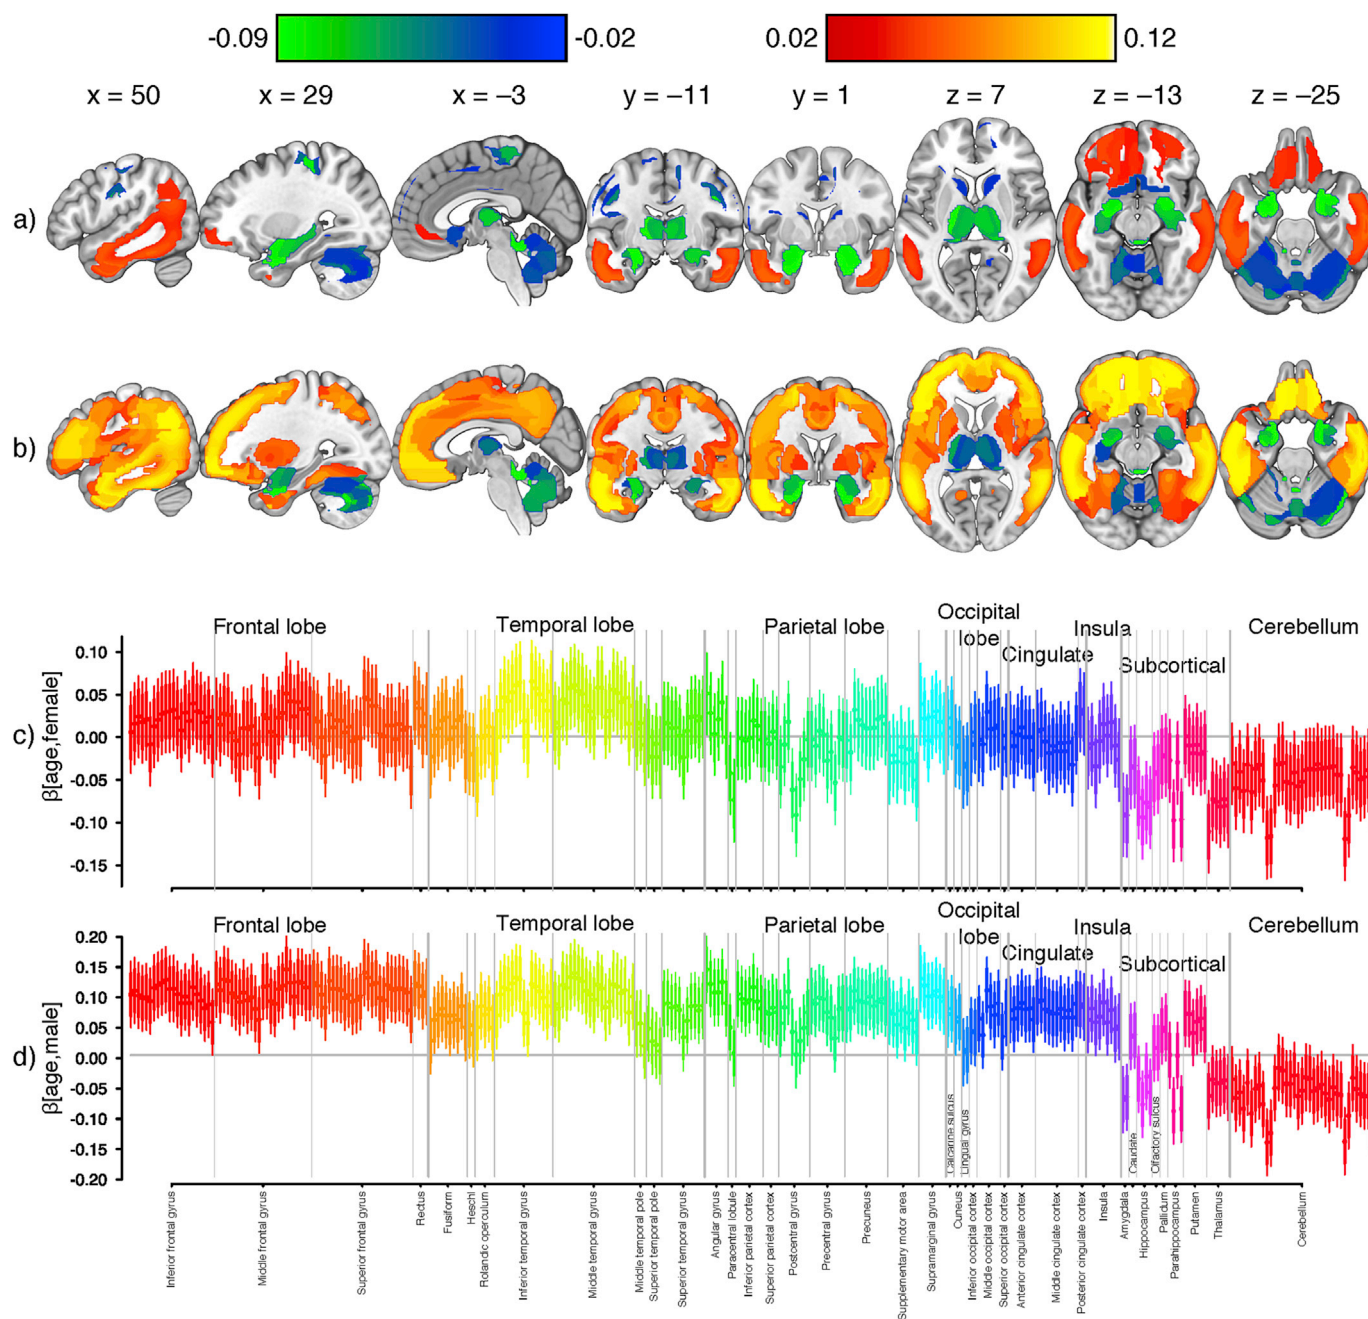 -0.09 -0.02 0.02 0.12
x = 50 x = 29 x = –3 y = –11 y = 1 z = 7 z = –13 z = –25
a)
b)
Frontal lobe Temporal lobe Parietal lobe Occipital lobe Cingulate Insula Subcortical Cerebellum
c)
β[age,female]
0.10
0.05
0.00
-0.05
-0.10
-0.15
Frontal lobe Temporal lobe Parietal lobe Occipital lobe Cingulate Insula Subcortical Cerebellum
d)
β[age,male]
0.20
0.15
0.10
0.05
0.00
-0.05
-0.10
-0.15
0.20
Calcarine sulcus
Lingual gyrus
Caudate
Olfactory sulcus
Inferior frontal gyrus
Middle frontal gyrus
Superior frontal gyrus
Rectus
Fusiform
Heschl
Rolandic operculum
Inferior temporal gyrus
Middle temporal gyrus
Middle temporal pole
Superior temporal pole
Superior temporal gyrus
Angular gyrus
Paracentral lobule
Inferior parietal cortex
Superior parietal cortex
Postcentral gyrus
Precentral gyrus
Precuneus
Supplementary motor area
Supramarginal gyrus
Cuneus
Inferior occipital cortex
Middle occipital cortex
Superior occipital cortex
Anterior cingulate cortex
Middle cingulate cortex
Posterior cingulate cortex
Insula
Amygdala
Hippocampus
Pallidum
Parahippocampus
Putamen
Thalamus
Cerebellum